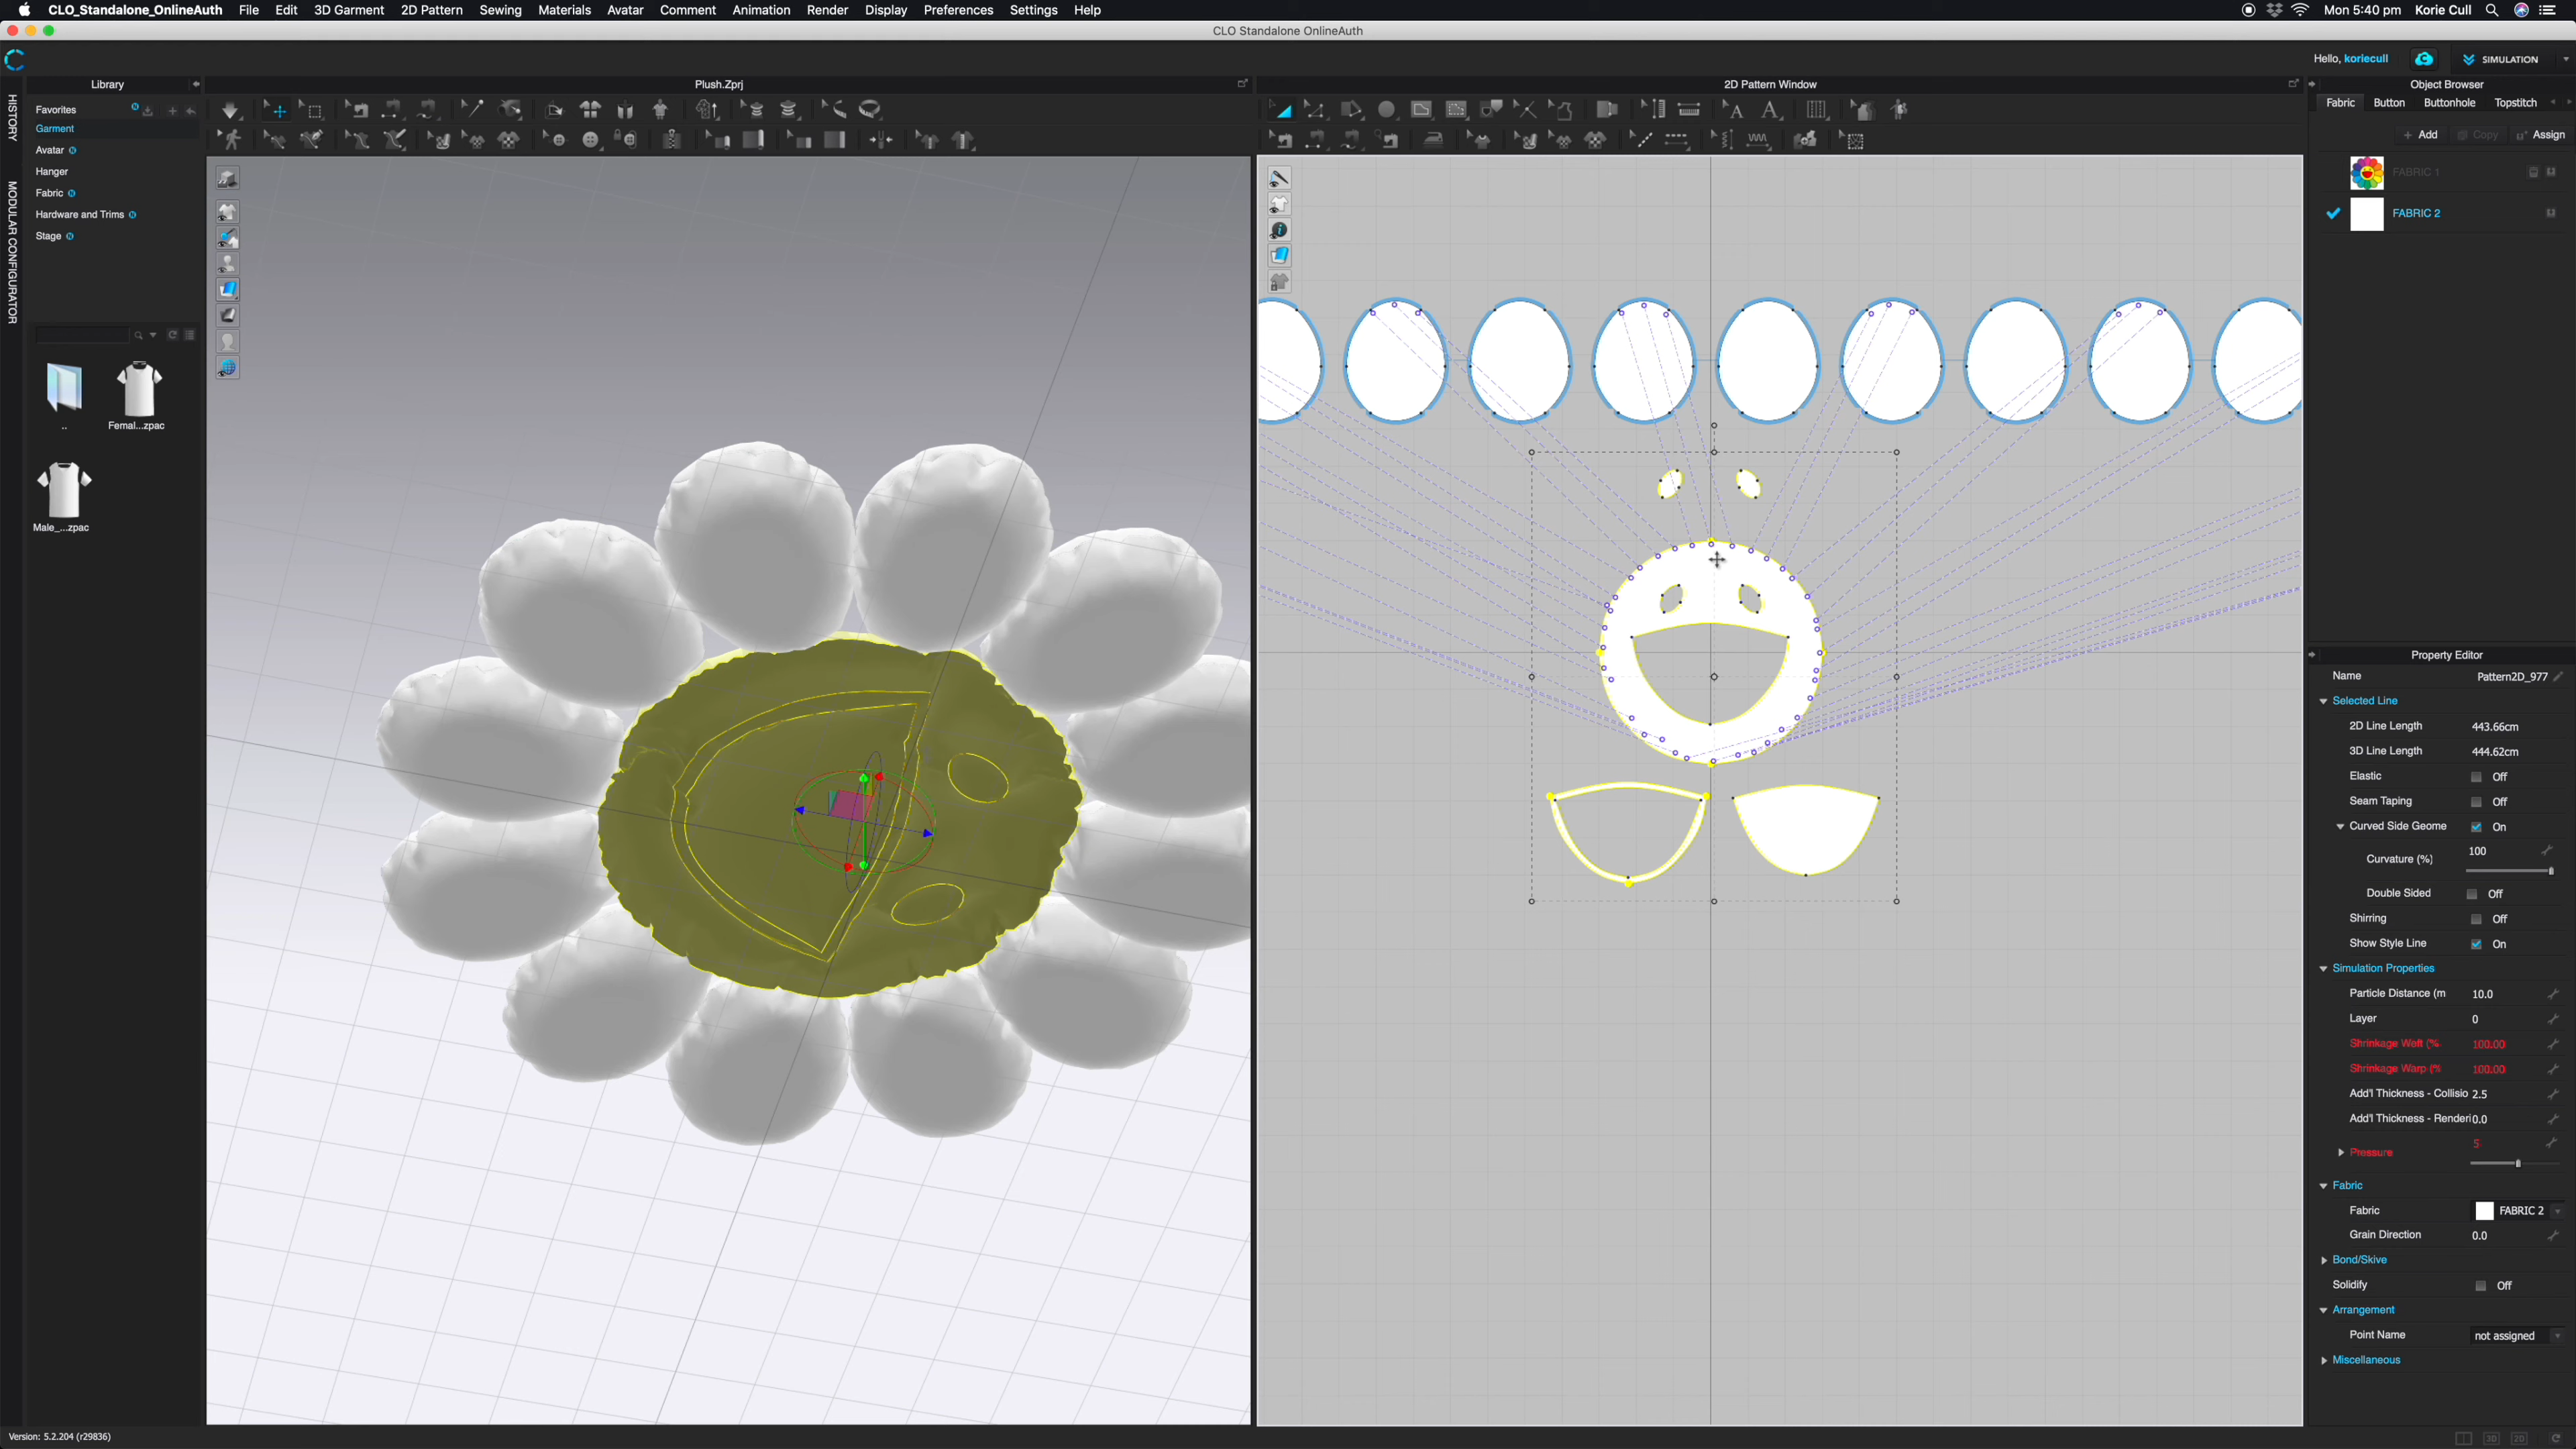 CLO_Standalone_OnlineAuth File Edit 3D Garment 2D Pattern Sewing Materials Avatar Comment Animation Render Display Preferences Settings Help Mon 5:40 pm Korie Cull
CLO Standalone OnlineAuth
Hello, koriecull SIMULATION
Library
Plush.Zprj
2D Pattern Window
Object Browser
HISTORY
MODULAR CONFIGURATOR
Favorites
Garment
Avatar
Hanger
Fabric
Hardware and Trims
Stage
..
Femal...zpac
Male_...zpac
Fabric Button Buttonhole Topstitch
+ Add Copy Assign
FABRIC 1
FABRIC 2
Property Editor
Name Pattern2D_977
Selected Line
2D Line Length 443.66cm
3D Line Length 444.62cm
Elastic Off
Seam Taping Off
Curved Side Geome On
Curvature (%) 100
Double Sided Off
Shirring Off
Show Style Line On
Simulation Properties
Particle Distance (m 10.0
Layer 0
Shrinkage Weft (% 100.00
Shrinkage Warp (% 100.00
Add'l Thickness - Collisio 2.5
Add'l Thickness - Renderi 0.0
Pressure 5
Fabric
Fabric FABRIC 2
Grain Direction 0.0
Bond/Skive
Solidify Off
Arrangement
Point Name not assigned
Miscellaneous
Version: 5.2.204 (r29836)
3D 2D